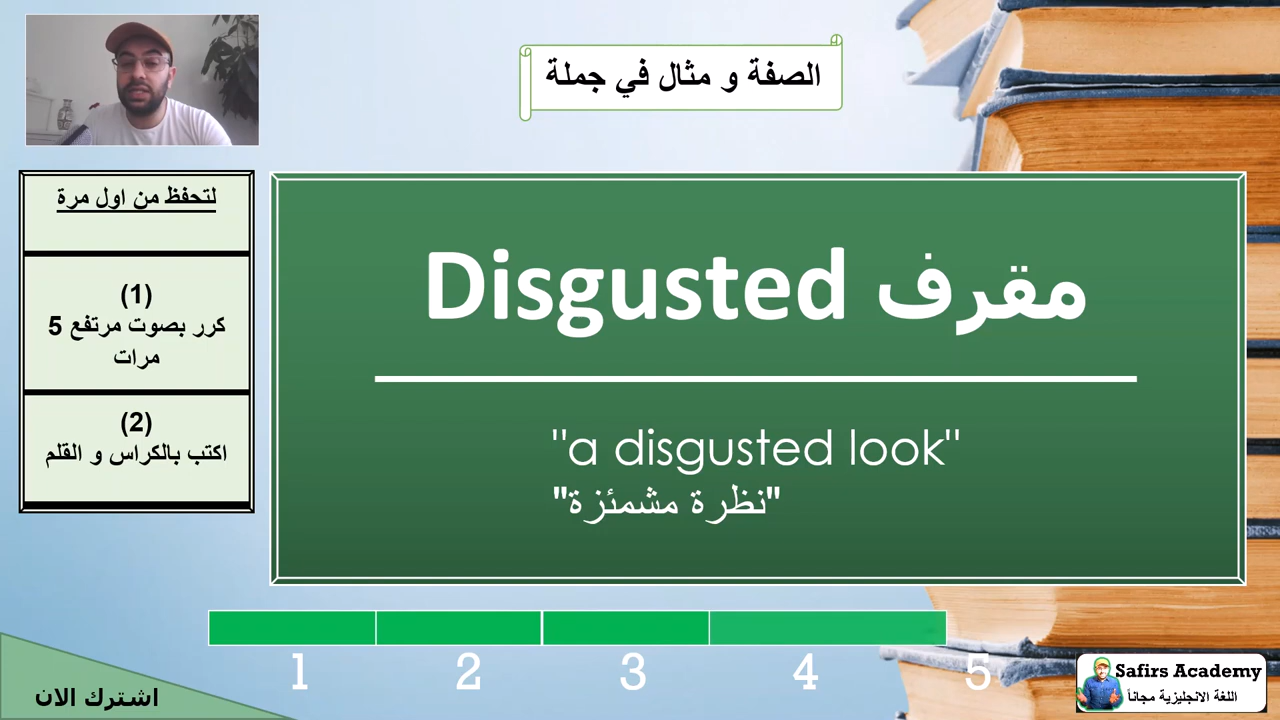 الصفة و مثال في جملة
لتحفظ من اول مرة
(1)
كرر بصوت مرتفع 5
مرات
(2)
اكتب بالكراس و القلم
Disgusted مقرف
"a disgusted look"
"نظرة مشمئزة"
1 2 3 4 5
اشترك الان
Safirs Academy
اللغة الانجليزية مجاناً